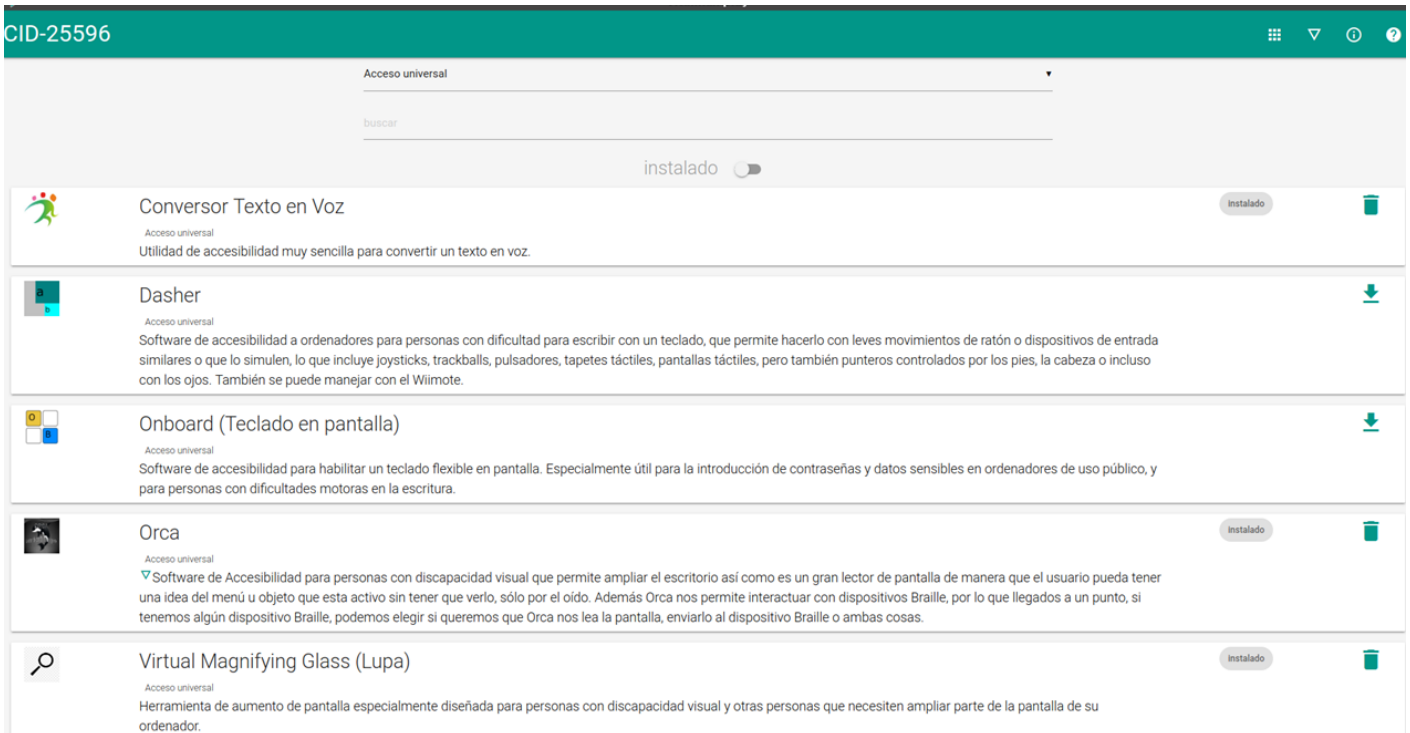 CID-25596
Acceso universal
buscar
instalado
Conversor Texto en Voz
instalado
Acceso universal
Utilidad de accesibilidad muy sencilla para convertir un texto en voz.
a
b
Dasher
Acceso universal
Software de accesibilidad a ordenadores para personas con dificultad para escribir con un teclado, que permite hacerlo con leves movimientos de ratón o dispositivos de entrada
similares o que lo simulen, lo que incluye joysticks, trackballs, pulsadores, tapetes táctiles, pantallas táctiles, pero también punteros controlados por los pies, la cabeza o incluso
con los ojos. También se puede manejar con el Wiimote.
O
B
Onboard (Teclado en pantalla)
Acceso universal
Software de accesibilidad para habilitar un teclado flexible en pantalla. Especialmente útil para la introducción de contraseñas y datos sensibles en ordenadores de uso público, y
para personas con dificultades motoras en la escritura.
Orca
instalado
Acceso universal
Software de Accesibilidad para personas con discapacidad visual que permite ampliar el escritorio así como es un gran lector de pantalla de manera que el usuario pueda tener
una idea del menú u objeto que esta activo sin tener que verlo, sólo por el oído. Además Orca nos permite interactuar con dispositivos Braille, por lo que llegados a un punto, si
tenemos algún dispositivo Braille, podemos elegir si queremos que Orca nos lea la pantalla, enviarlo al dispositivo Braille o ambas cosas.
Virtual Magnifying Glass (Lupa)
instalado
Acceso universal
Herramienta de aumento de pantalla especialmente diseñada para personas con discapacidad visual y otras personas que necesiten ampliar parte de la pantalla de su
ordenador.